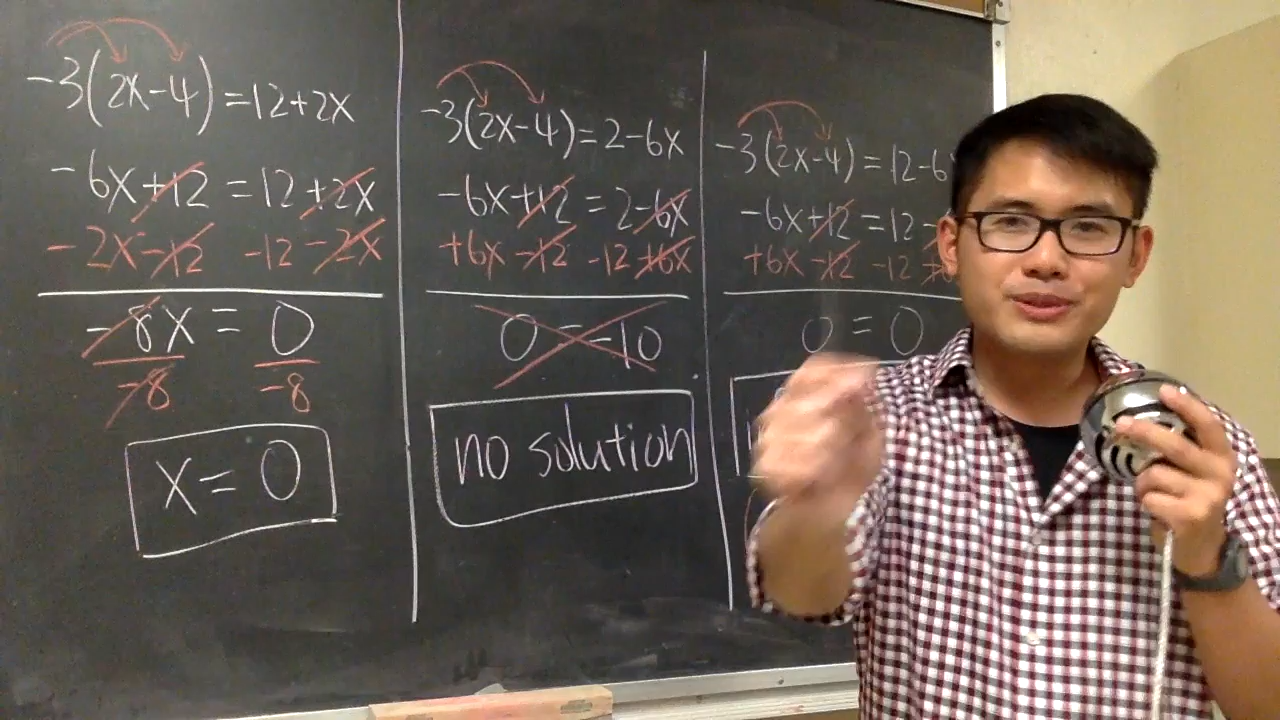 -3(2x-4)=12+2x
-6x+12=12+2x
-2x-12 -12-2x
-8x=0
-8 -8
x=0
-3(2x-4)=2-6x
-6x+12=2-6x
+6x-12 -12+6x
0=-10
no solution
-3(2x-4)=12-6
-6x+12=12-
+6x-12 -12
0=0